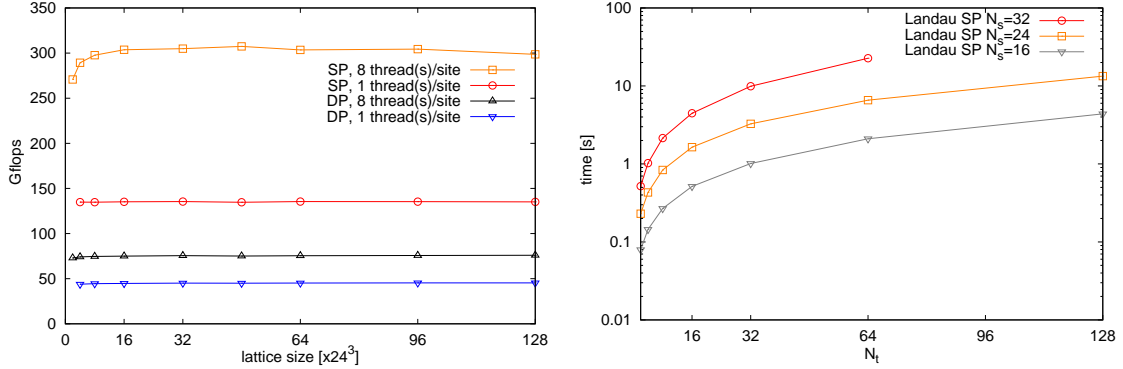 350
300
250
200
150
100
50
0
Gflops
SP, 8 thread(s)/site
SP, 1 thread(s)/site
DP, 8 thread(s)/site
DP, 1 thread(s)/site
0 16 32 64 96 128
lattice size [x24³]
100
10
1
0.1
0.01
time [s]
Landau SP Nₛ=32
Landau SP Nₛ=24
Landau SP Nₛ=16
16 32 64 96 128
Nₜ